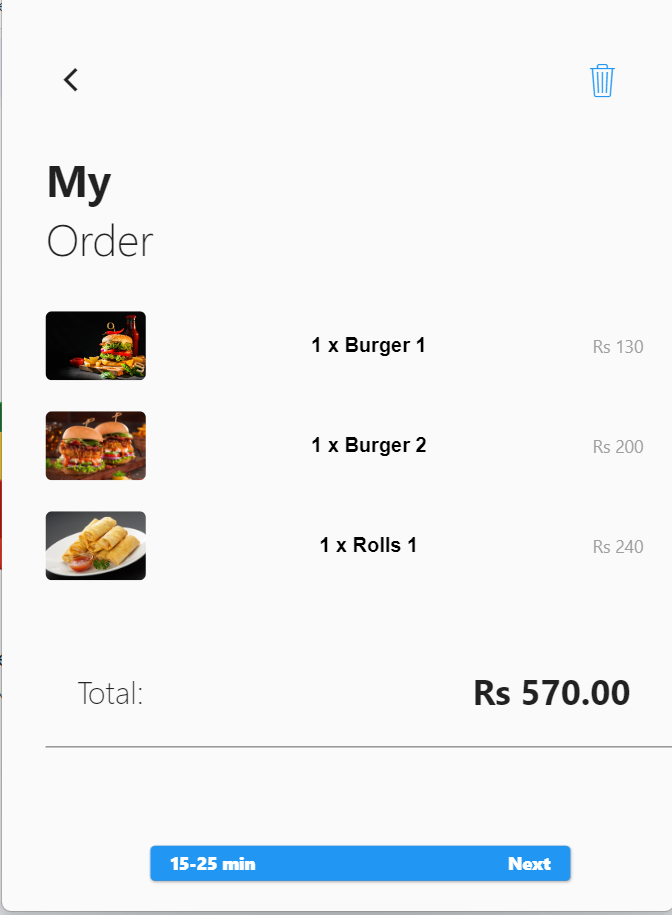 My
Order
1 x Burger 1 Rs 130
1 x Burger 2 Rs 200
1 x Rolls 1 Rs 240
Total: Rs 570.00
15-25 min Next